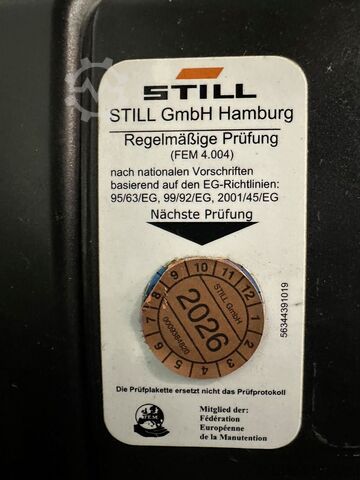 STILL
STILL GmbH Hamburg
Regelmäßige Prüfung
(FEM 4.004)
nach nationalen Vorschriften
basierend auf den EG-Richtlinien:
95/63/EG, 99/92/EG, 2001/45/EG
Nächste Prüfung
8 9 10 11 12 1 2 3 4 5 6 7
STILL GmbH
2026
0009384820
56344391019
Die Prüfplakette ersetzt nicht das Prüfprotokoll
F.E.M.
Mitglied der:
Fédération
Européenne
de la Manutention